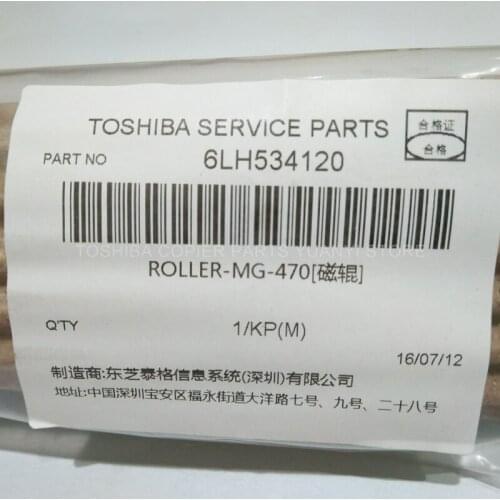 TOSHIBA SERVICE PARTS
合格证
合格
PART NO 6LH534120
TOSHIBA COPIER PARTS YUANYI STORE
ROLLER-MG-470[磁辊]
Q'TY 1/KP(M)
16/07/12
制造商:东芝泰格信息系统(深圳)有限公司
地址:中国深圳宝安区福永街道大洋路七号、九号、二十八号